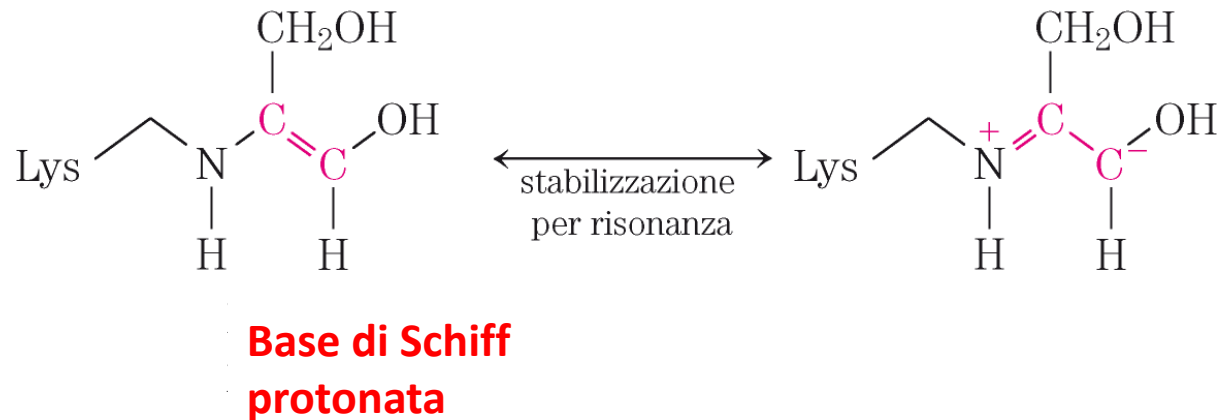 CH₂OH CH₂OH
C OH + C OH
Lys N C Lys N C⁻
stabilizzazione
per risonanza
H H H H
Base di Schiff
protonata